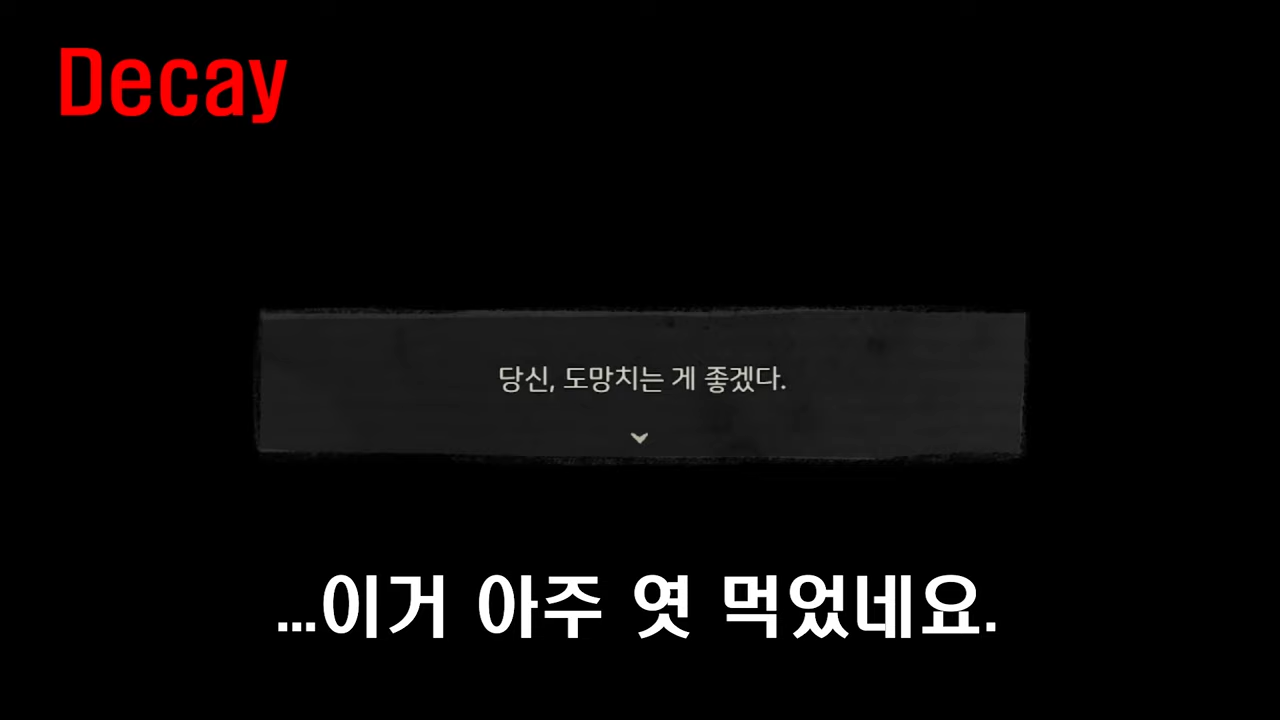 Decay
당신, 도망치는 게 좋겠다.
...이거 아주 엿 먹었네요.